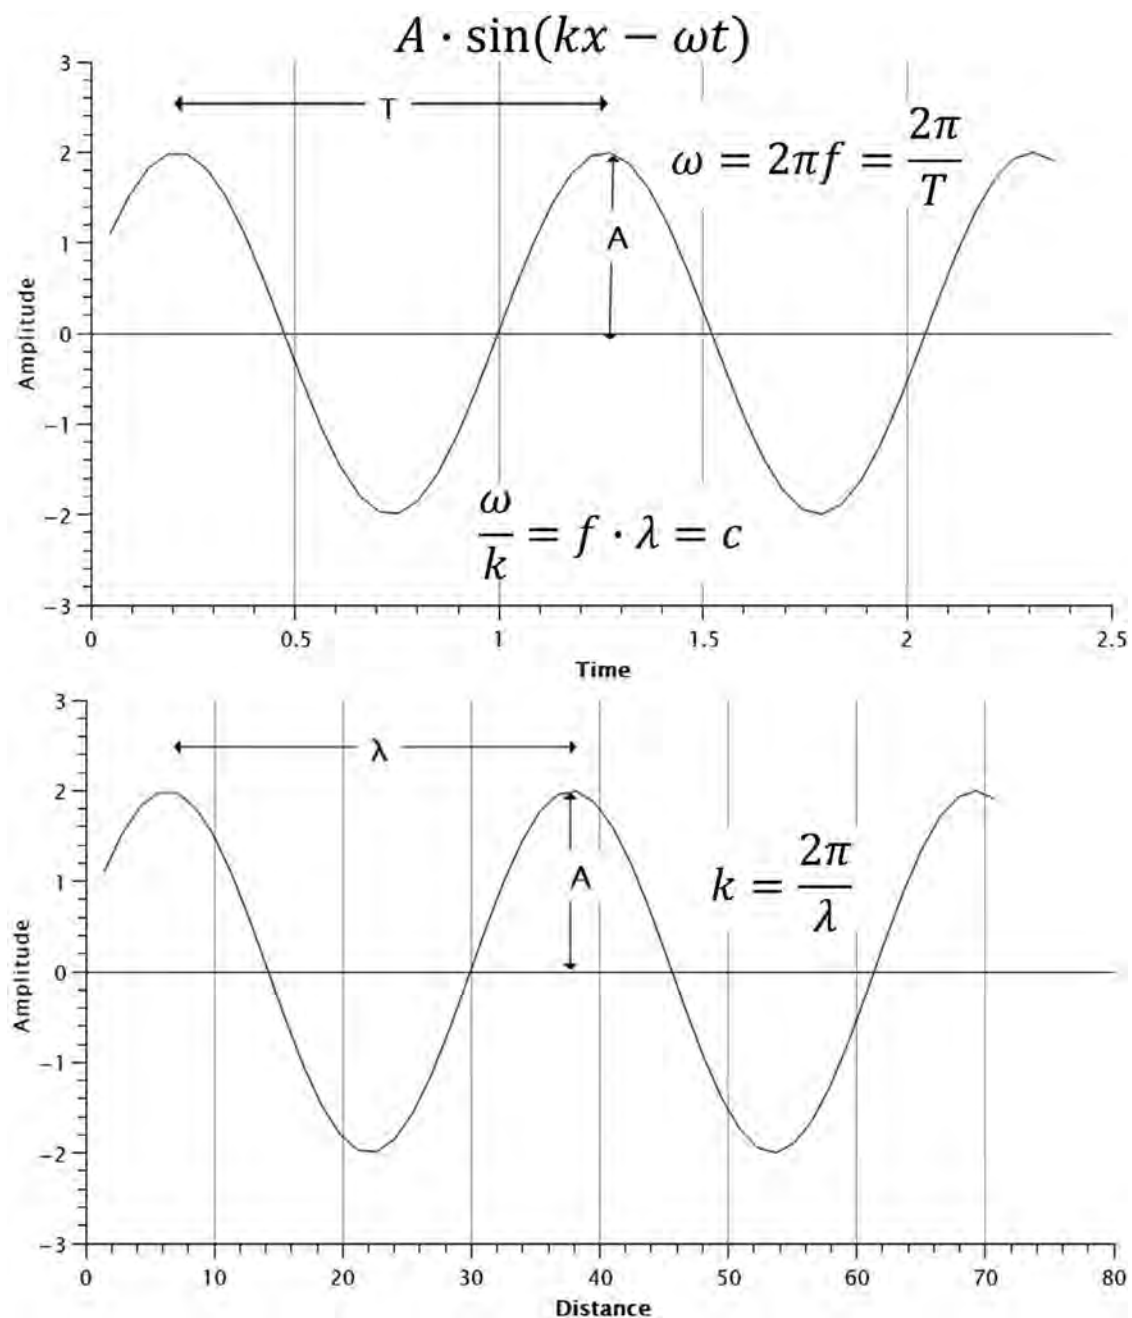 A · sin(kx − ωt)
3
T
ω = 2πf = 2π/T
2
A
1
Amplitude
0
−1
ω/k = f · λ = c
−2
−3
0 0.5 1 1.5 2 2.5
Time
3
λ
2
A
k = 2π/λ
1
Amplitude
0
−1
−2
−3
0 10 20 30 40 50 60 70 80
Distance